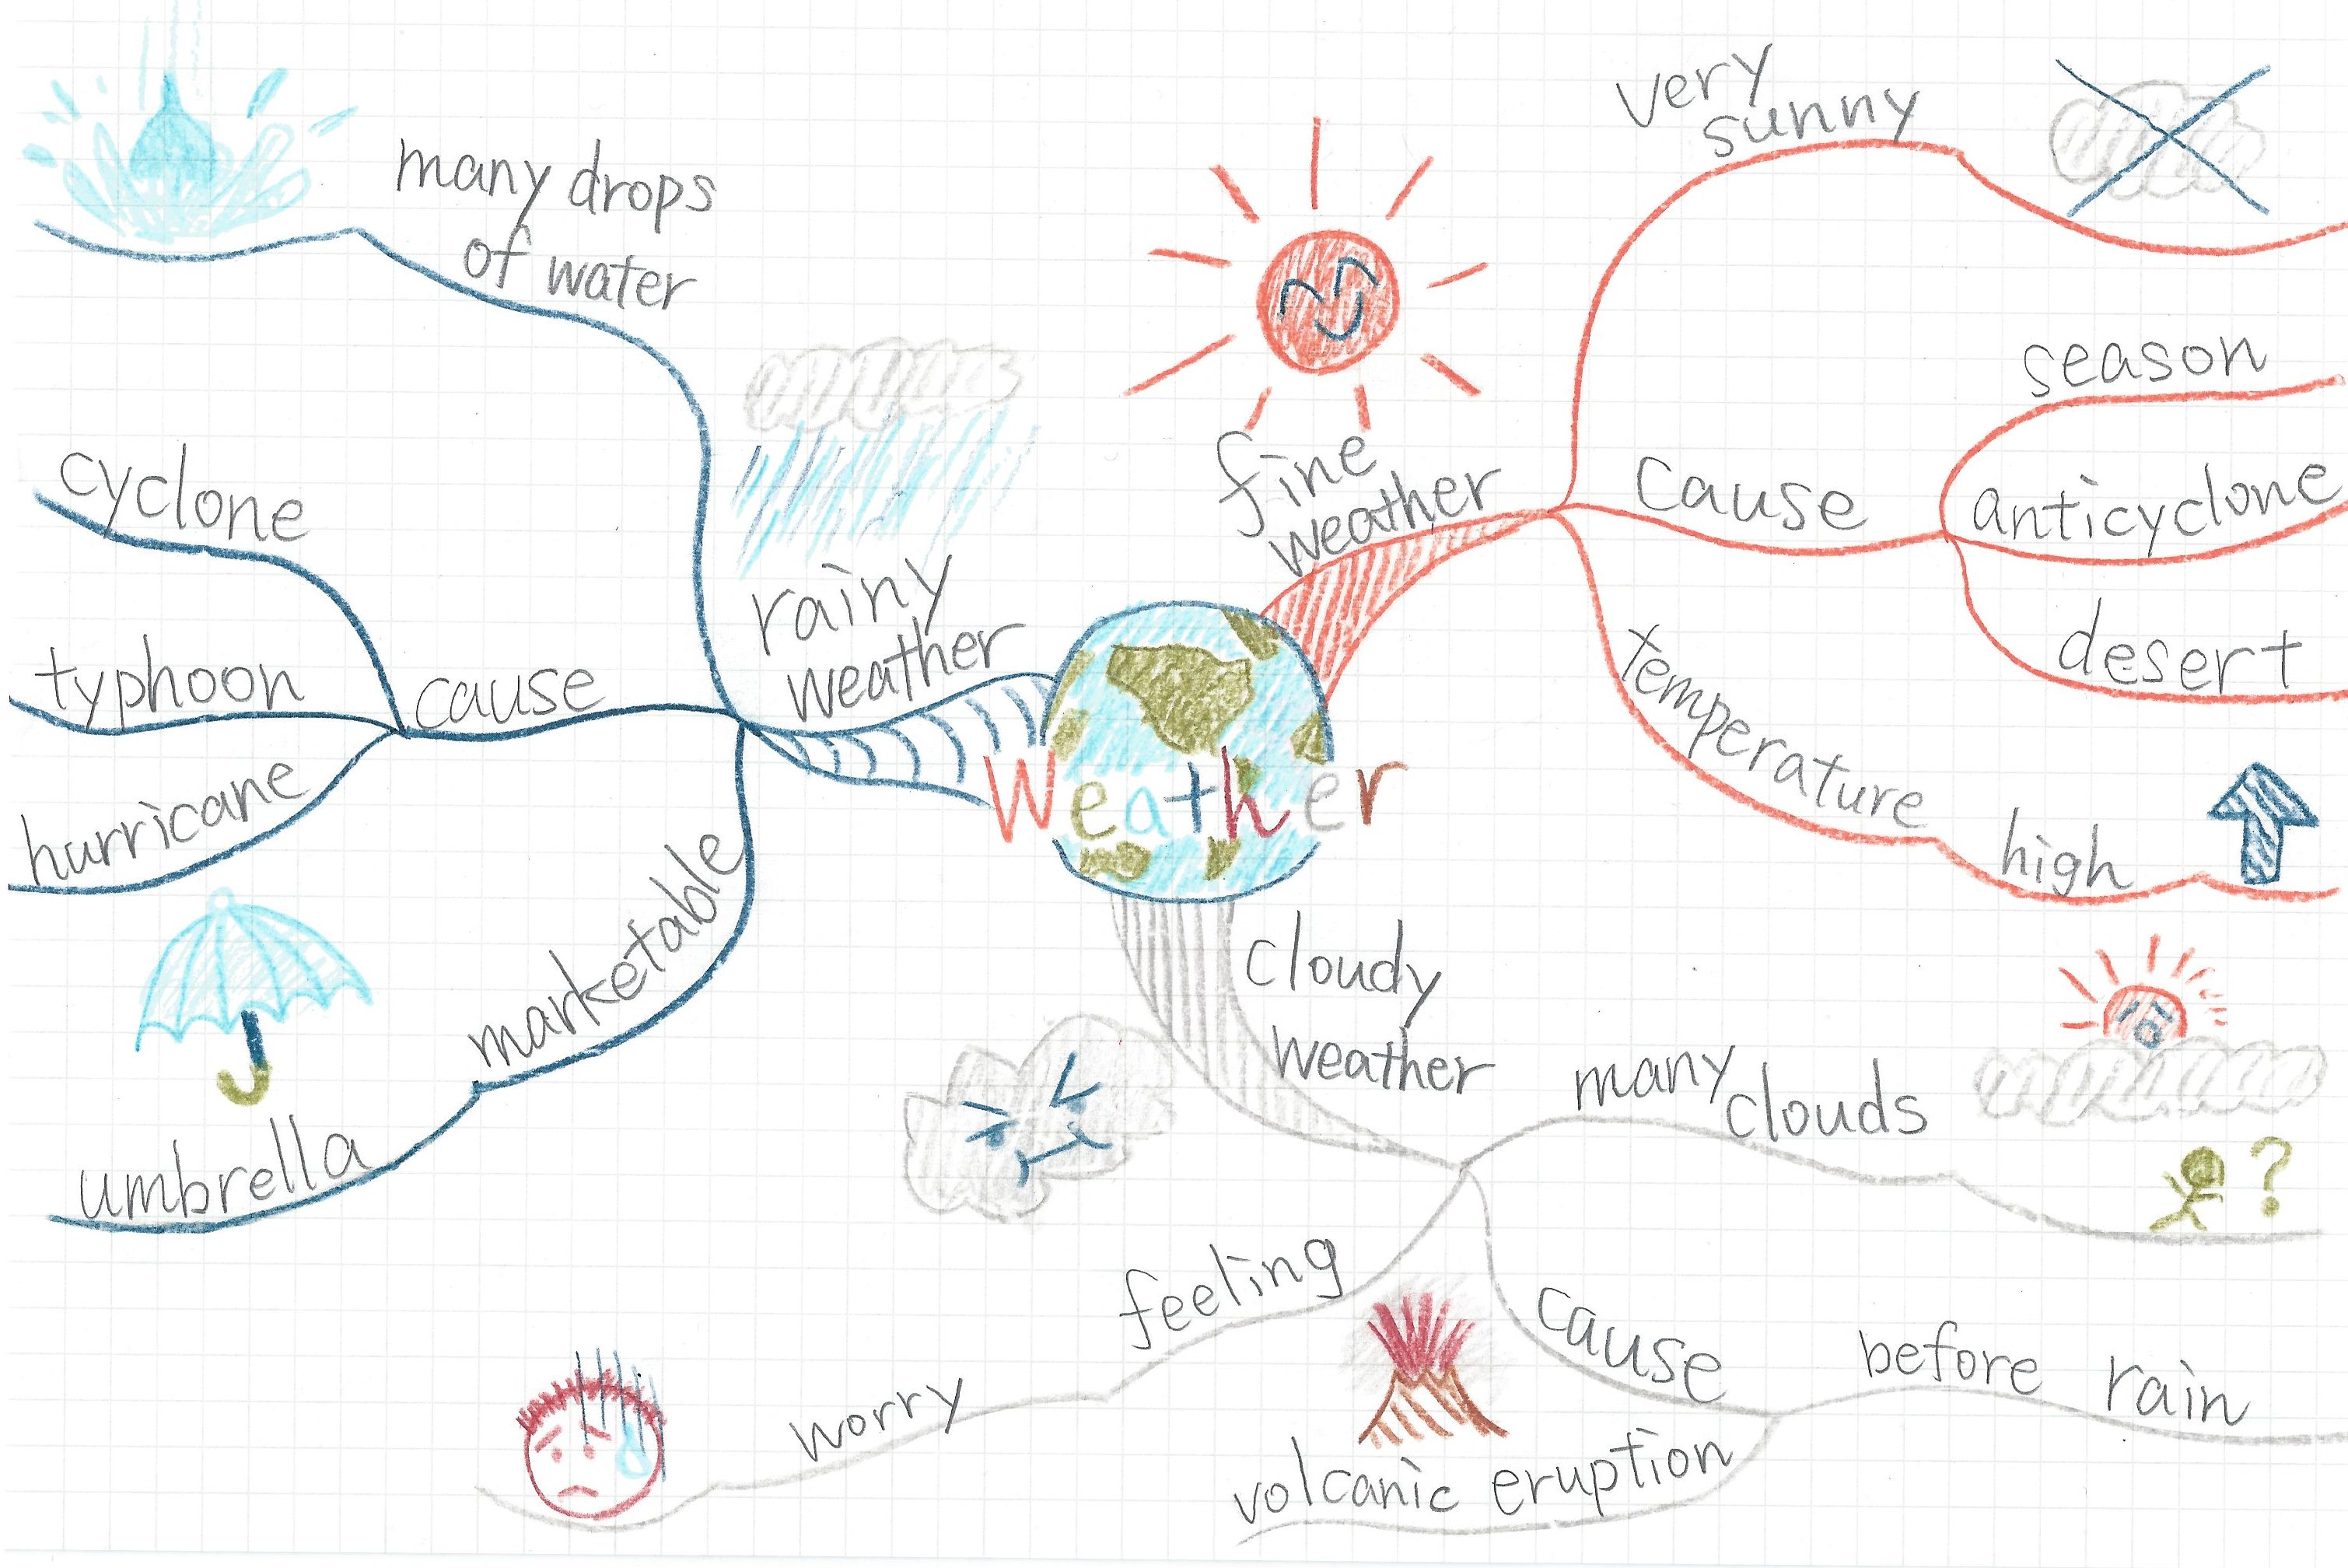 Weather
fine
weather
very
sunny
cause
season
anticyclone
desert
temperature
high
cloudy
weather
many
clouds
?
cause
before rain
volcanic eruption
feeling
worry
rainy
weather
many drops
of water
cause
cyclone
typhoon
hurricane
marketable
umbrella